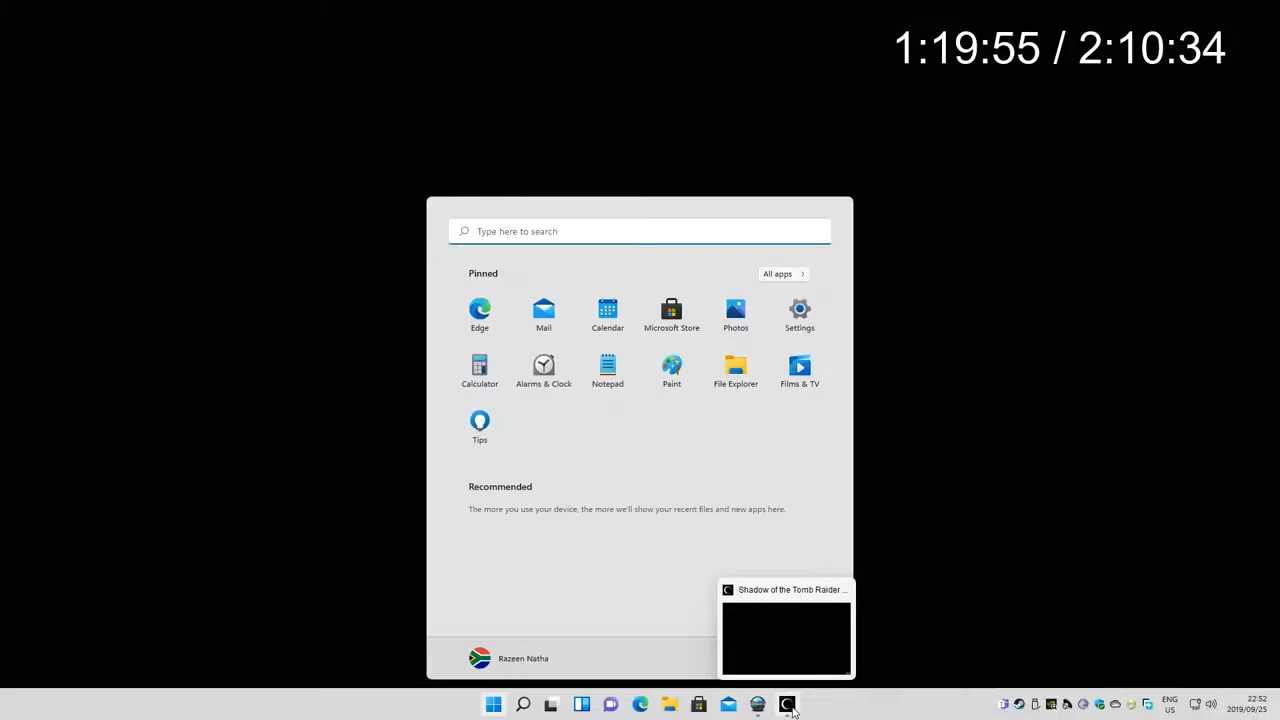 1:19:55 / 2:10:34
Type here to search
Pinned
All apps
Edge
Mail
Calendar
Microsoft Store
Photos
Settings
Calculator
Alarms & Clock
Notepad
Paint
File Explorer
Films & TV
Tips
Recommended
The more you use your device, the more we'll show your recent files and new apps here.
Shadow of the Tomb Raider ...
Razeen Natha
ENG
US
22:52
2019/09/25